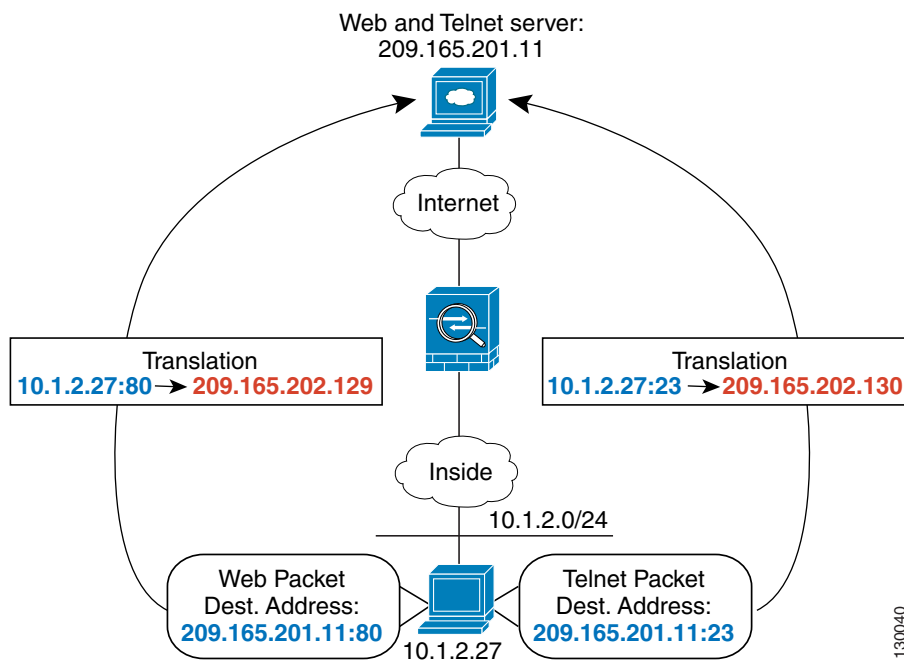 Web and Telnet server:
209.165.201.11
Internet
Translation
10.1.2.27:80 209.165.202.129
Translation
10.1.2.27:23 209.165.202.130
Inside
10.1.2.0/24
Web Packet
Dest. Address:
209.165.201.11:80
Telnet Packet
Dest. Address:
209.165.201.11:23
10.1.2.27
130040